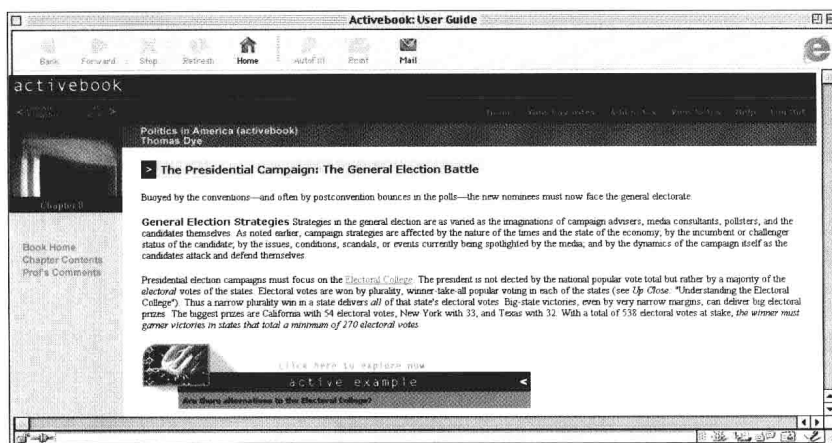 Activebook: User Guide
Back Forward Stop Refresh Home AutoFill Print Mail
activebook
Home View Favorites Help Log Out
Politics in America (activebook)
Thomas Dye
Chapter 8
> The Presidential Campaign: The General Election Battle
Buoyed by the conventions—and often by postconvention bounces in the polls—the new nominees must now face the general electorate.
General Election Strategies Strategies in the general election are as varied as the imaginations of campaign advisers, media consultants, pollsters, and the
candidates themselves. As noted earlier, campaign strategies are affected by the nature of the times and the state of the economy; by the incumbent or challenger
status of the candidate; by the issues, conditions, scandals, or events currently being spotlighted by the media; and by the dynamics of the campaign itself as the
candidates attack and defend themselves.
Book Home
Chapter Contents
Prof's Comments
Presidential election campaigns must focus on the Electoral College. The president is not elected by the national popular vote total but rather by a majority of the
electoral votes of the states. Electoral votes are won by plurality, winner-take-all popular voting in each of the states (see Up Close: "Understanding the Electoral
College"). Thus a narrow plurality win in a state delivers all of that state's electoral votes. Big-state victories, even by very narrow margins, can deliver big electoral
prizes. The biggest prizes are California with 54 electoral votes, New York with 33, and Texas with 32. With a total of 538 electoral votes at stake, the winner must
garner victories in states that total a minimum of 270 electoral votes.
click here to explore now
active example <
Are there alternatives to the Electoral College?